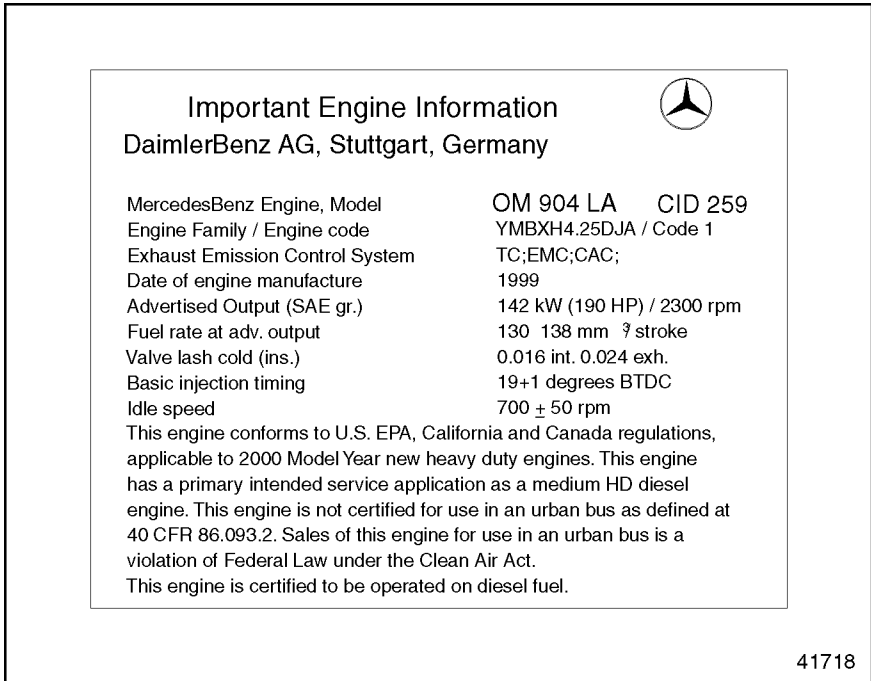 Important Engine Information
DaimlerBenz AG, Stuttgart, Germany
MercedesBenz Engine, Model OM 904 LA CID 259
Engine Family / Engine code YMBXH4.25DJA / Code 1
Exhaust Emission Control System TC;EMC;CAC;
Date of engine manufacture 1999
Advertised Output (SAE gr.) 142 kW (190 HP) / 2300 rpm
Fuel rate at adv. output 130 138 mm ³/ stroke
Valve lash cold (ins.) 0.016 int. 0.024 exh.
Basic injection timing 19+1 degrees BTDC
Idle speed 700 ± 50 rpm
This engine conforms to U.S. EPA, California and Canada regulations,
applicable to 2000 Model Year new heavy duty engines. This engine
has a primary intended service application as a medium HD diesel
engine. This engine is not certified for use in an urban bus as defined at
40 CFR 86.093.2. Sales of this engine for use in an urban bus is a
violation of Federal Law under the Clean Air Act.
This engine is certified to be operated on diesel fuel.
41718